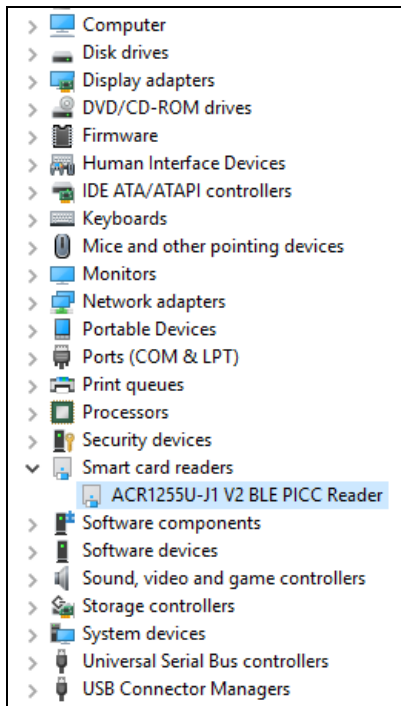 Computer
Disk drives
Display adapters
DVD/CD-ROM drives
Firmware
Human Interface Devices
IDE ATA/ATAPI controllers
Keyboards
Mice and other pointing devices
Monitors
Network adapters
Portable Devices
Ports (COM & LPT)
Print queues
Processors
Security devices
Smart card readers
ACR1255U-J1 V2 BLE PICC Reader
Software components
Software devices
Sound, video and game controllers
Storage controllers
System devices
Universal Serial Bus controllers
USB Connector Managers